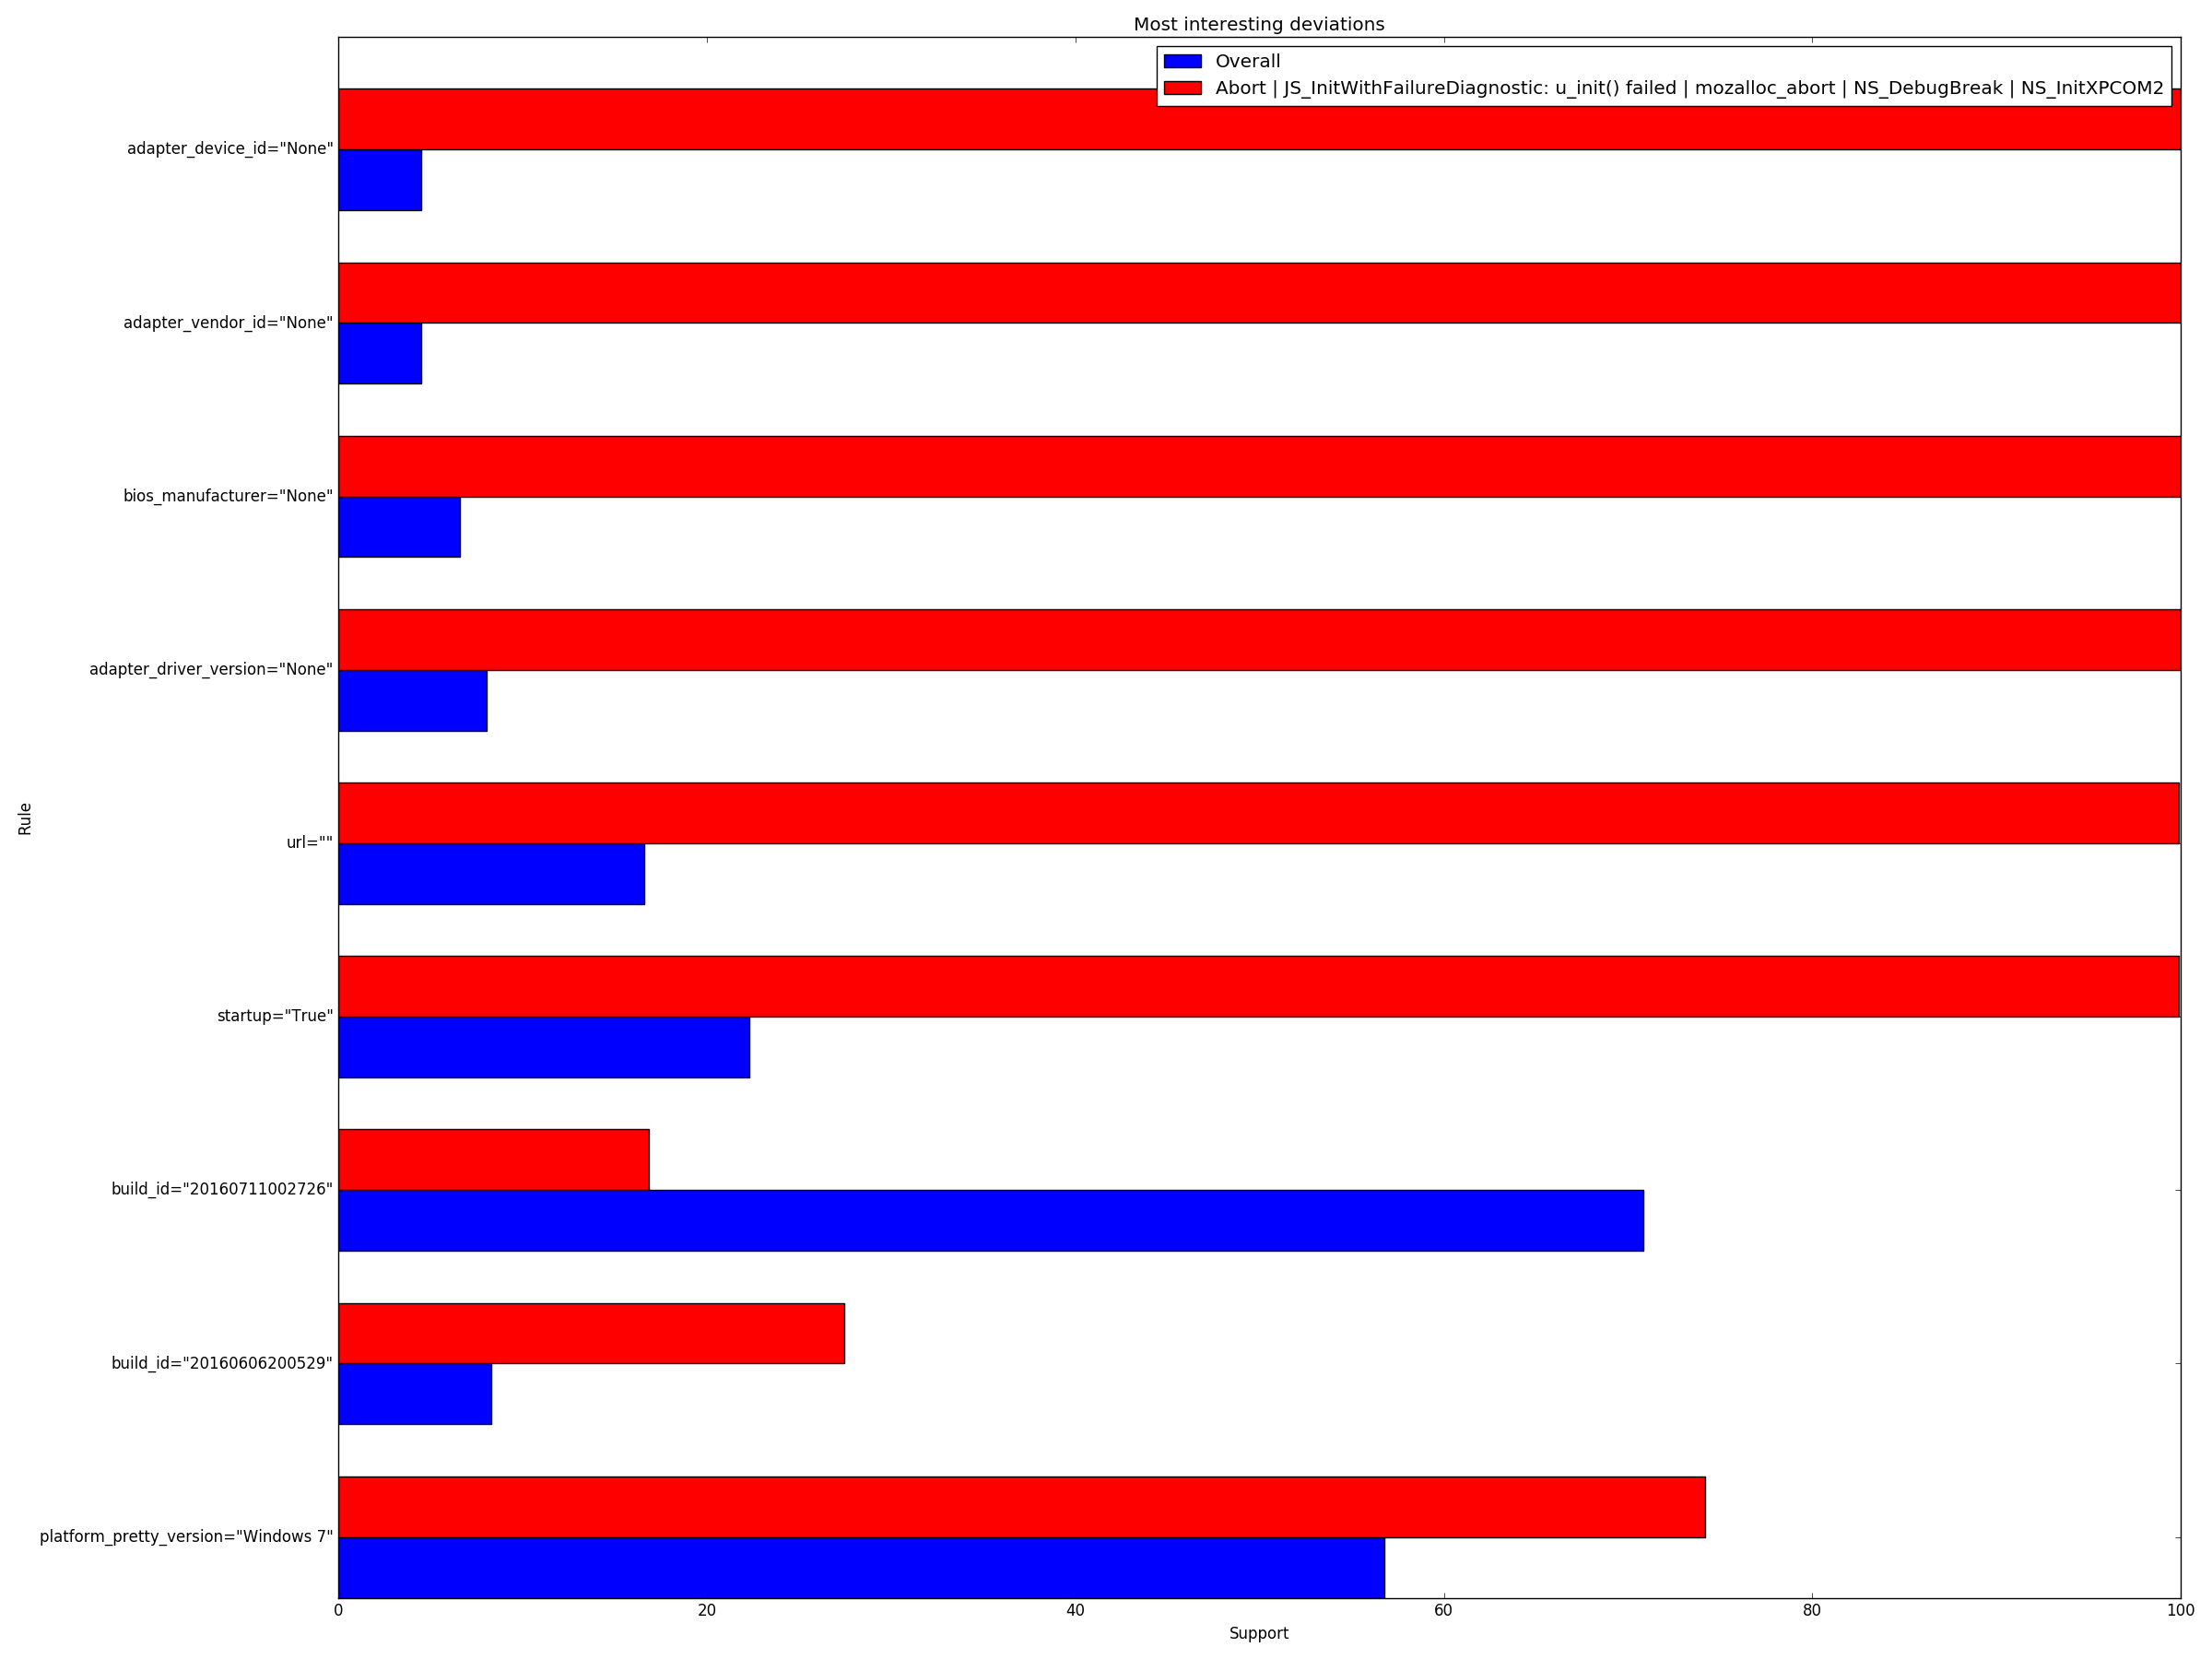 Most interesting deviations
Overall
Abort | JS_InitWithFailureDiagnostic: u_init() failed | mozalloc_abort | NS_DebugBreak | NS_InitXPCOM2
adapter_device_id="None"
adapter_vendor_id="None"
bios_manufacturer="None"
adapter_driver_version="None"
url=""
startup="True"
build_id="20160711002726"
build_id="20160606200529"
platform_pretty_version="Windows 7"
Rule
0 20 40 60 80 100
Support